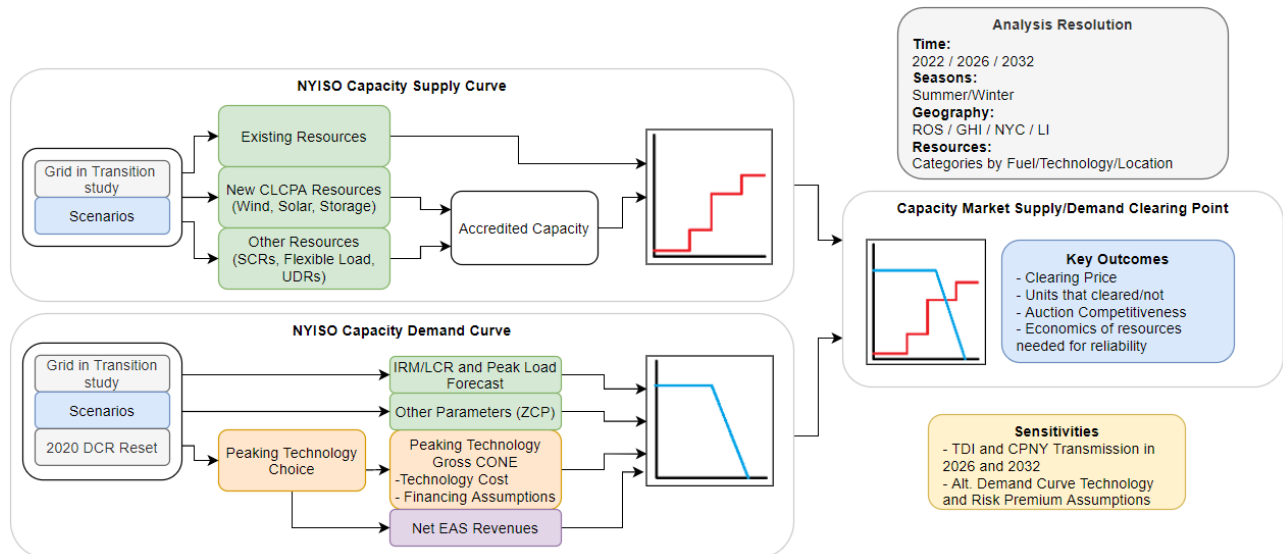 Analysis Resolution
Time:
2022 / 2026 / 2032
Seasons:
Summer/Winter
Geography:
ROS / GHI / NYC / LI
Resources:
Categories by Fuel/Technology/Location
NYISO Capacity Supply Curve
Grid in Transition
study
Scenarios
Existing Resources
New CLCPA Resources
(Wind, Solar, Storage)
Other Resources
(SCRs, Flexible Load,
UDRs)
Accredited Capacity
Capacity Market Supply/Demand Clearing Point
Key Outcomes
- Clearing Price
- Units that cleared/not
- Auction Competitiveness
- Economics of resources
needed for reliability
NYISO Capacity Demand Curve
Grid in Transition
study
Scenarios
2020 DCR Reset
Peaking Technology
Choice
IRM/LCR and Peak Load
Forecast
Other Parameters (ZCP)
Peaking Technology
Gross CONE
-Technology Cost
- Financing Assumptions
Net EAS Revenues
Sensitivities
- TDI and CPNY Transmission in
2026 and 2032
- Alt. Demand Curve Technology
and Risk Premium Assumptions